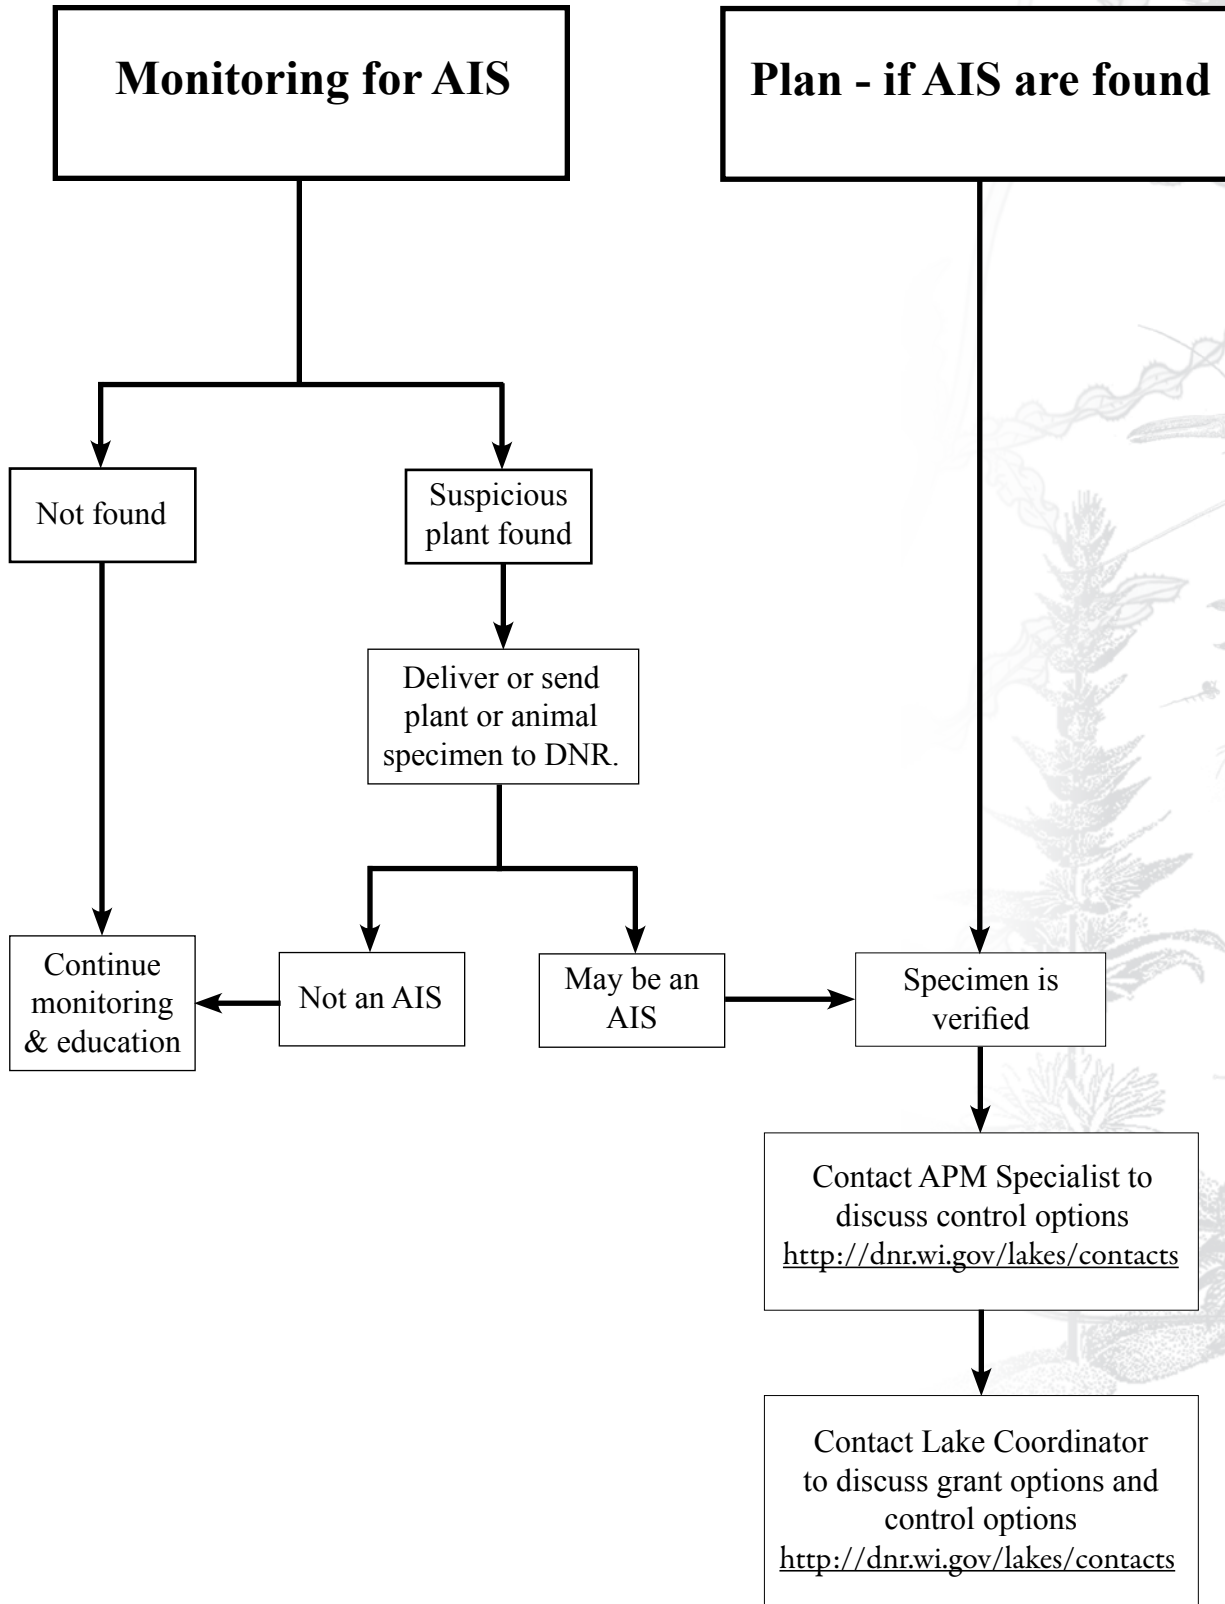 Monitoring for AIS
Plan - if AIS are found
Not found
Suspicious
plant found
Deliver or send
plant or animal
specimen to DNR.
Continue
monitoring
& education
Not an AIS
May be an
AIS
Specimen is
verified
Contact APM Specialist to
discuss control options
http://dnr.wi.gov/lakes/contacts
Contact Lake Coordinator
to discuss grant options and
control options
http://dnr.wi.gov/lakes/contacts